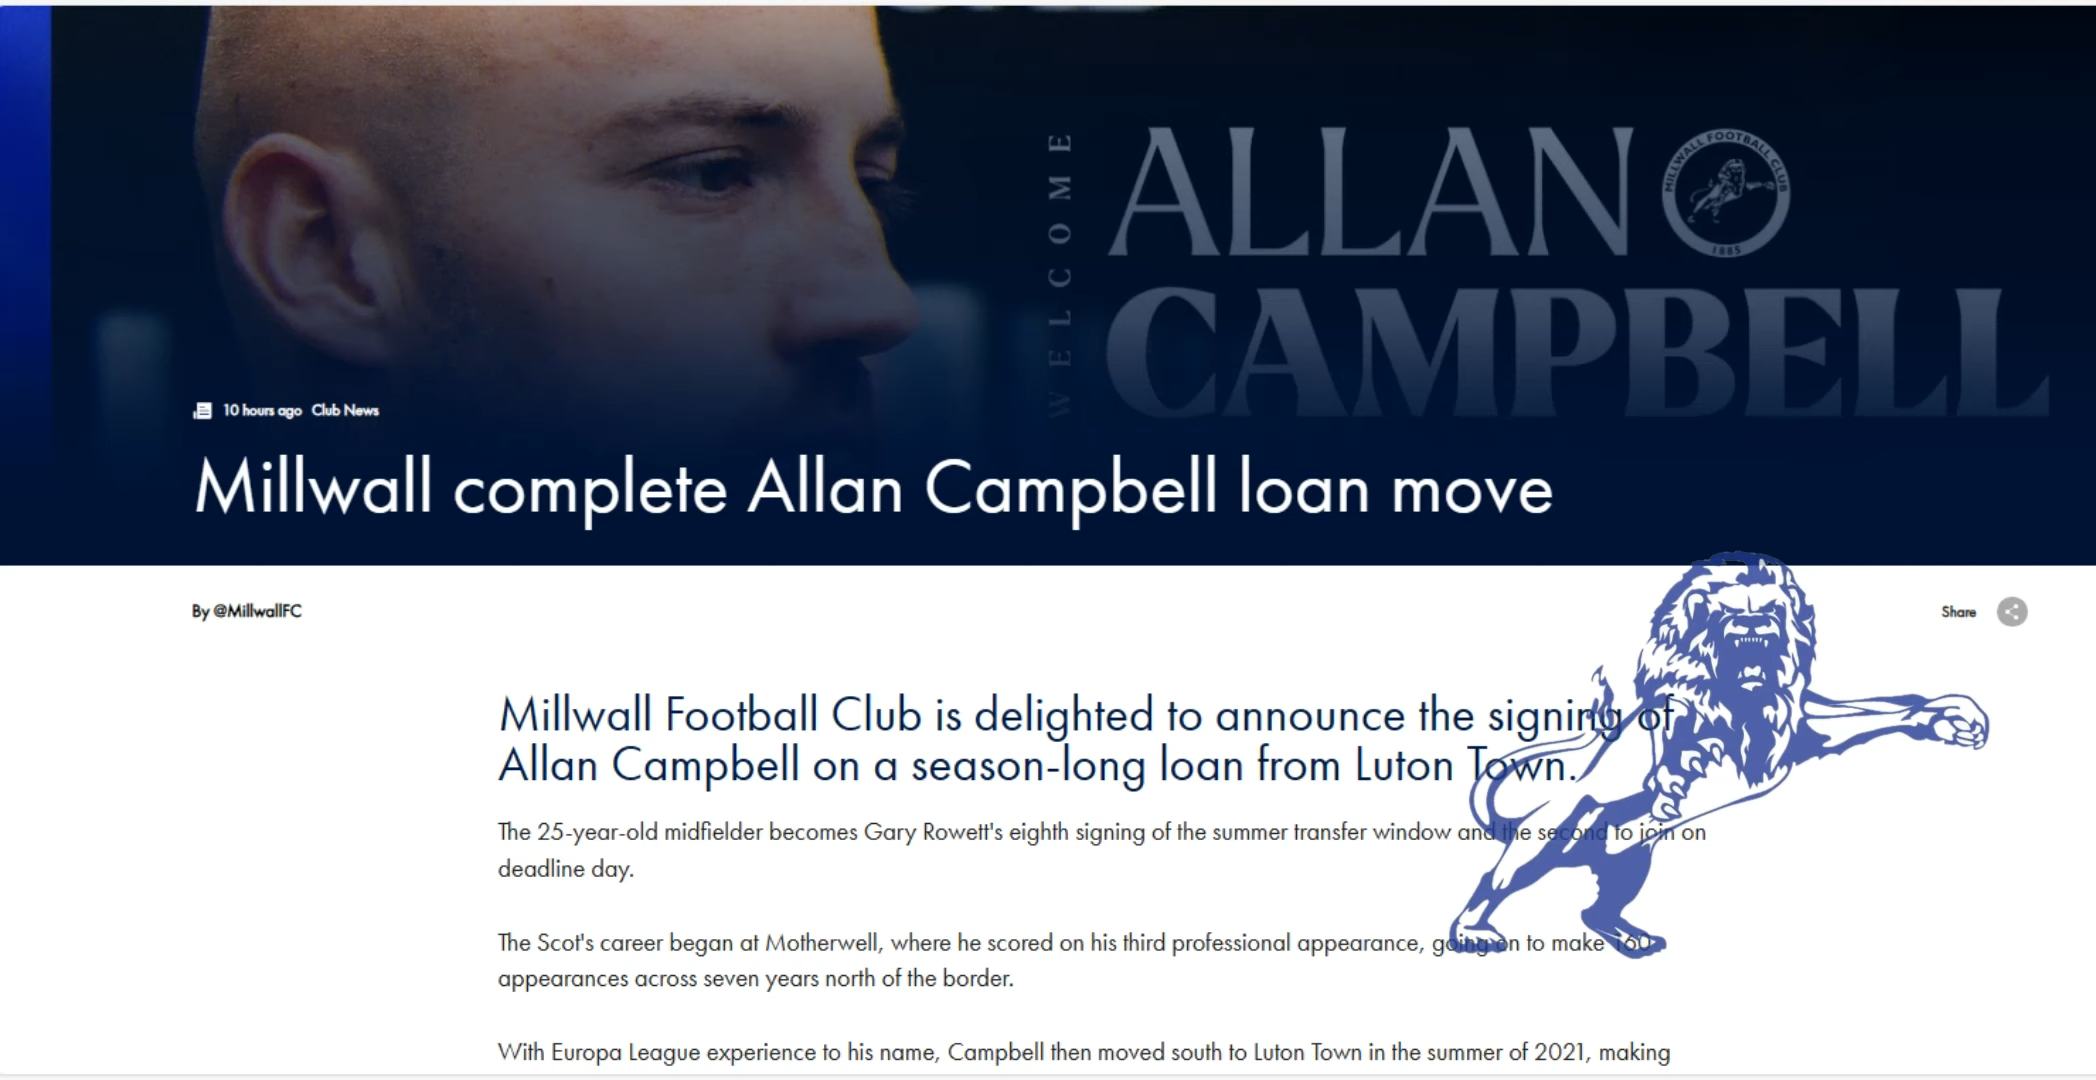 WELCOME
ALLAN
MILLWALL FOOTBALL CLUB
1885
CAMPBELL
10 hours ago Club News
Millwall complete Allan Campbell loan move
By @MillwallFC
Share
Millwall Football Club is delighted to announce the signing of
Allan Campbell on a season-long loan from Luton Town.
The 25-year-old midfielder becomes Gary Rowett's eighth signing of the summer transfer window and the second to join on
deadline day.
The Scot's career began at Motherwell, where he scored on his third professional appearance, going on to make 160
appearances across seven years north of the border.
With Europa League experience to his name, Campbell then moved south to Luton Town in the summer of 2021, making